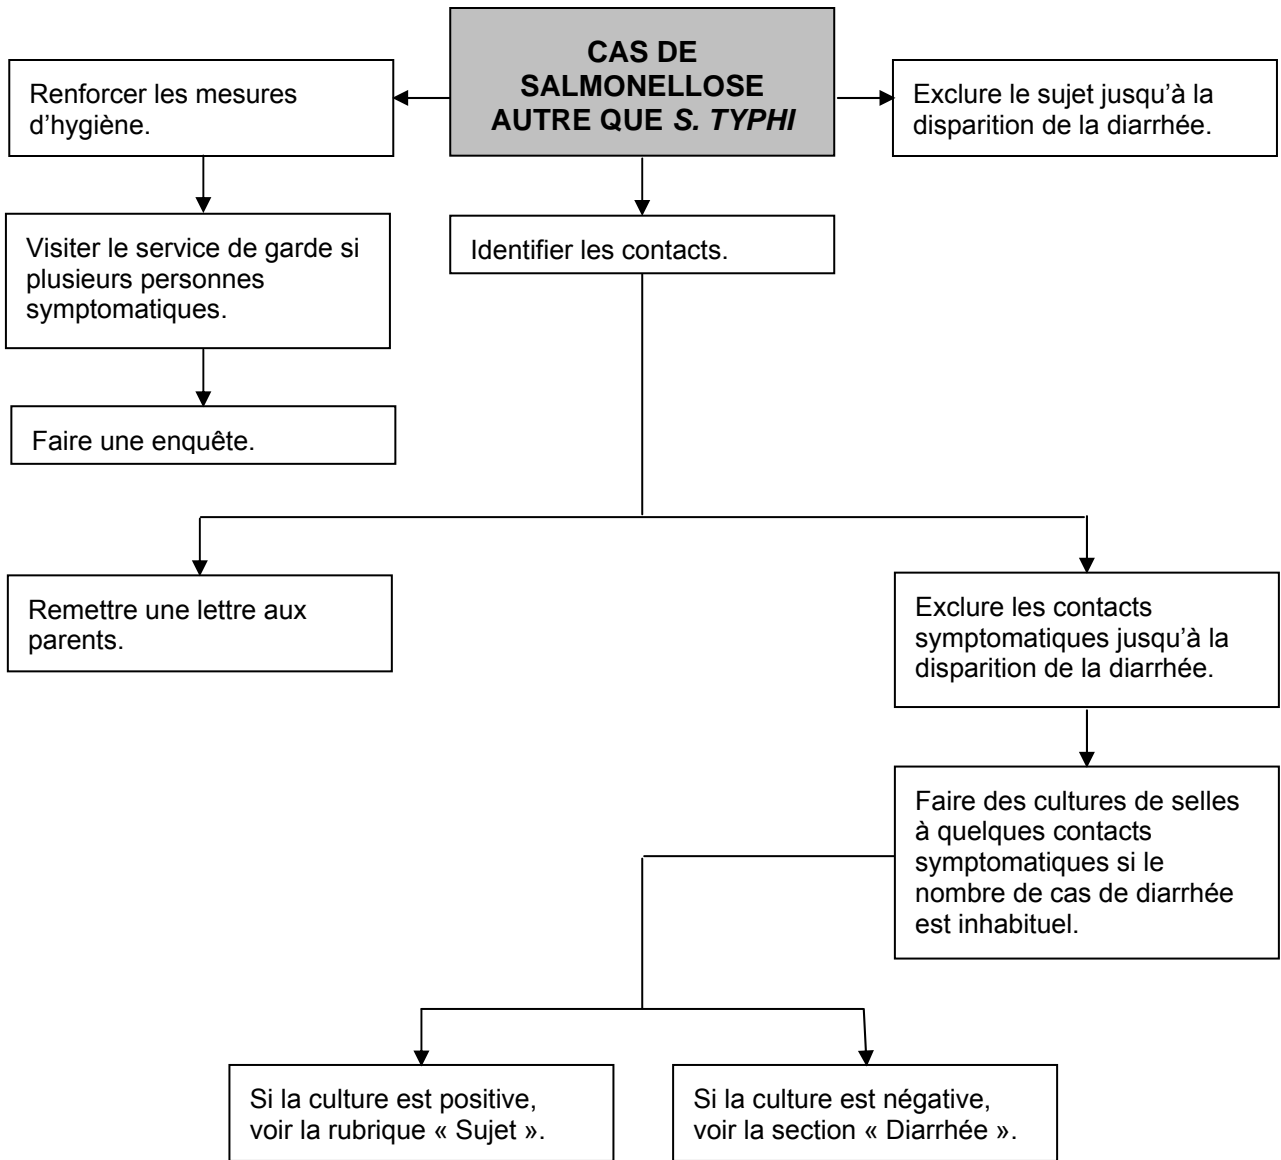 CAS DE
SALMONELLOSE
AUTRE QUE S. TYPHI
Renforcer les mesures
d’hygiène.
Exclure le sujet jusqu’à la
disparition de la diarrhée.
Visiter le service de garde si
plusieurs personnes
symptomatiques.
Identifier les contacts.
Faire une enquête.
Remettre une lettre aux
parents.
Exclure les contacts
symptomatiques jusqu’à la
disparition de la diarrhée.
Faire des cultures de selles
à quelques contacts
symptomatiques si le
nombre de cas de diarrhée
est inhabituel.
Si la culture est positive,
voir la rubrique « Sujet ».
Si la culture est négative,
voir la section « Diarrhée ».